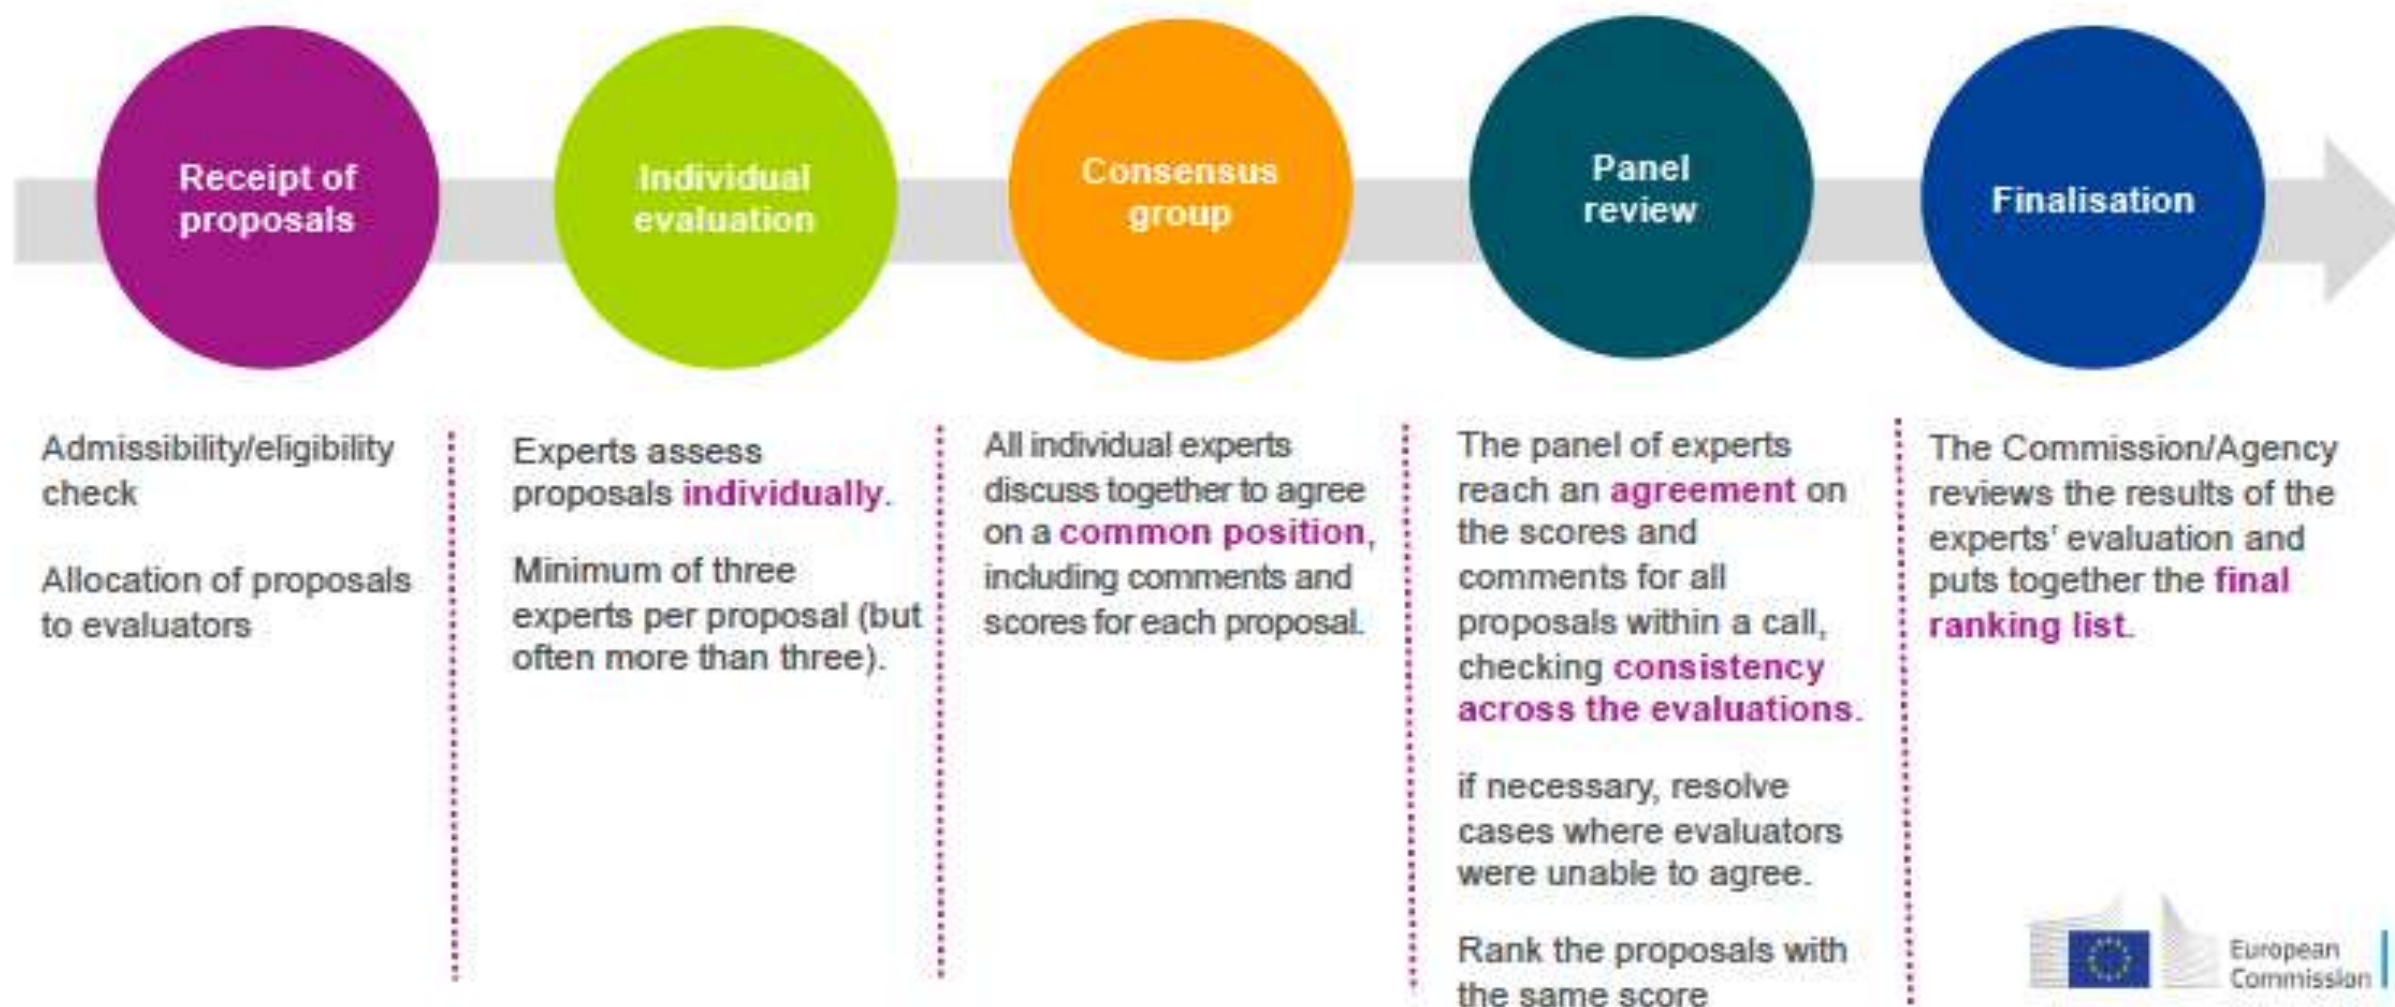 Receipt of
proposals
Individual
evaluation
Consensus
group
Panel
review
Finalisation
Admissibility/eligibility
check
Allocation of proposals
to evaluators
Experts assess
proposals individually.
Minimum of three
experts per proposal (but
often more than three).
All individual experts
discuss together to agree
on a common position,
including comments and
scores for each proposal.
The panel of experts
reach an agreement on
the scores and
comments for all
proposals within a call,
checking consistency
across the evaluations.
if necessary, resolve
cases where evaluators
were unable to agree.
Rank the proposals with
the same score
The Commission/Agency
reviews the results of the
experts' evaluation and
puts together the final
ranking list.
European
Commission